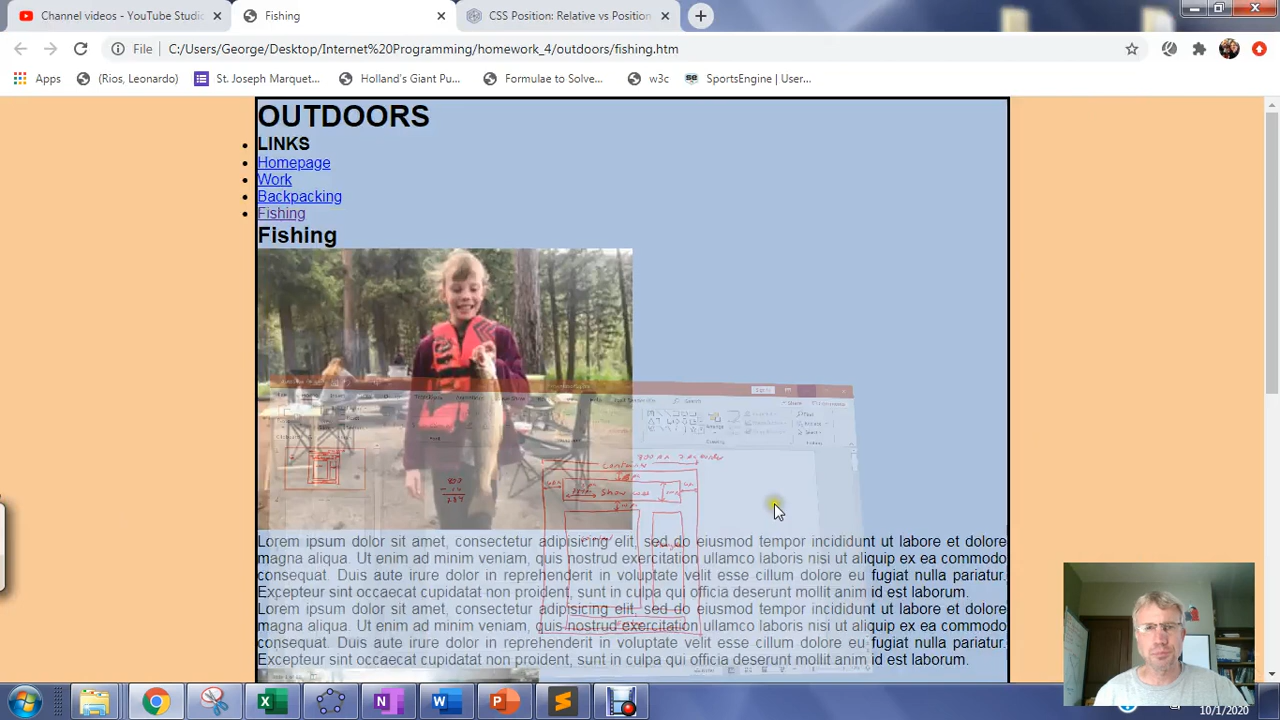 Channel videos - YouTube Studi
Fishing
CSS Position: Relative vs Position
File
C:/Users/George/Desktop/Internet%20Programming/homework_4/outdoors/fishing.htm
Apps
(Rios, Leonardo)
St. Joseph Marquet...
Holland's Giant Pu...
Formulae to Solve...
w3c
SportsEngine | User...
OUTDOORS
LINKS
Homepage
Work
Backpacking
Fishing
Fishing
Lorem ipsum dolor sit amet, consectetur adipisicing elit, sed do eiusmod tempor incididunt ut labore et dolore
magna aliqua. Ut enim ad minim veniam, quis nostrud exercitation ullamco laboris nisi ut aliquip ex ea commodo
consequat. Duis aute irure dolor in reprehenderit in voluptate velit esse cillum dolore eu fugiat nulla pariatur.
Excepteur sint occaecat cupidatat non proident, sunt in culpa qui officia deserunt mollit anim id est laborum.
Lorem ipsum dolor sit amet, consectetur adipisicing elit, sed do eiusmod tempor incididunt ut labore et dolore
magna aliqua. Ut enim ad minim veniam, quis nostrud exercitation ullamco laboris nisi ut aliquip ex ea commodo
consequat. Duis aute irure dolor in reprehenderit in voluptate velit esse cillum dolore eu fugiat nulla pariatur.
Excepteur sint occaecat cupidatat non proident, sunt in culpa qui officia deserunt mollit anim id est laborum.
10/1/2020